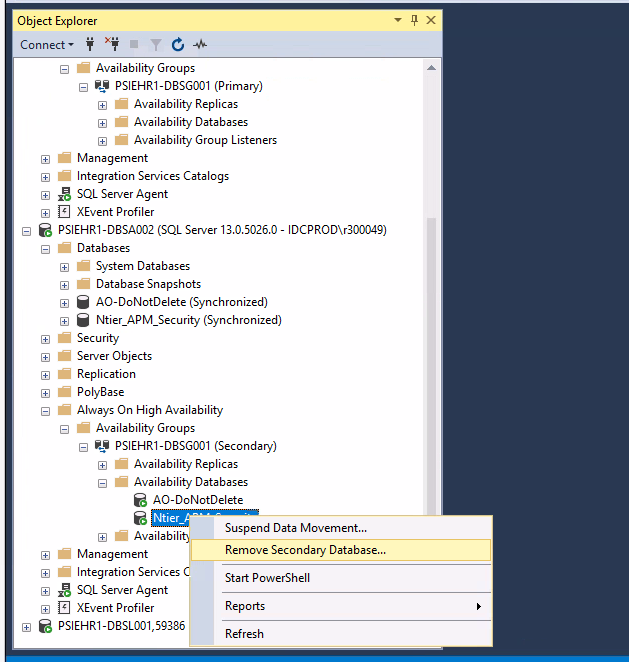 Object Explorer
Connect
Availability Groups
PSIEHR1-DBSG001 (Primary)
Availability Replicas
Availability Databases
Availability Group Listeners
Management
Integration Services Catalogs
SQL Server Agent
XEvent Profiler
PSIEHR1-DBSA002 (SQL Server 13.0.5026.0 - IDCPROD\r300049)
Databases
System Databases
Database Snapshots
AO-DoNotDelete (Synchronized)
Ntier_APM_Security (Synchronized)
Security
Server Objects
Replication
PolyBase
Always On High Availability
Availability Groups
PSIEHR1-DBSG001 (Secondary)
Availability Replicas
Availability Databases
AO-DoNotDelete
Ntier_APM_Security
Suspend Data Movement...
Availability
Remove Secondary Database...
Management
Integration Services C
Start PowerShell
SQL Server Agent
XEvent Profiler
Reports
PSIEHR1-DBSL001,59386
Refresh